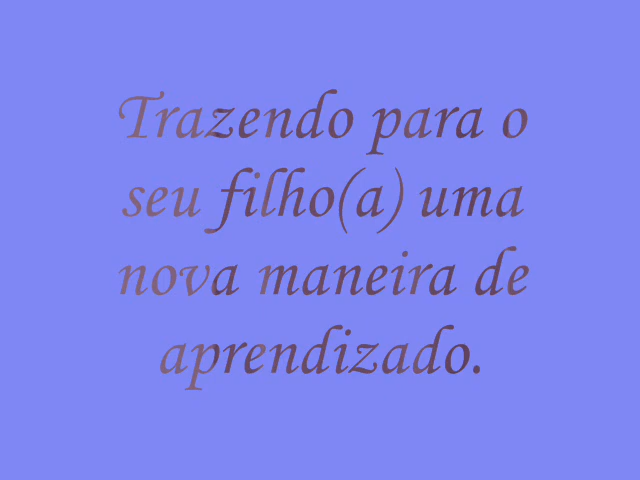 Trazendo para o
seu filho(a) uma
nova maneira de
aprendizado.